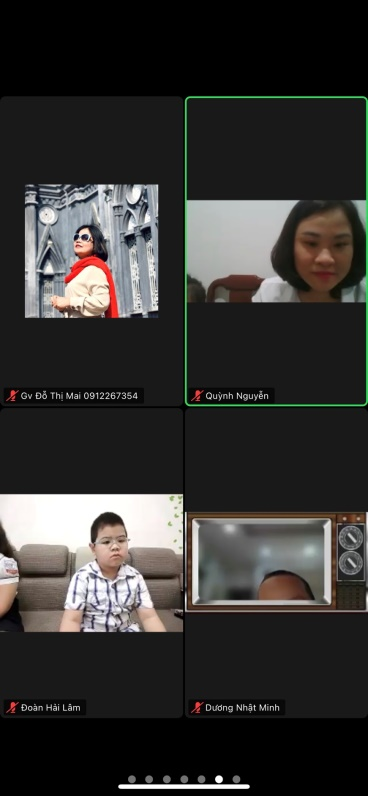 Gv Đỗ Thị Mai 0912267354
Quỳnh Nguyễn
Đoàn Hải Lâm
Dương Nhật Minh